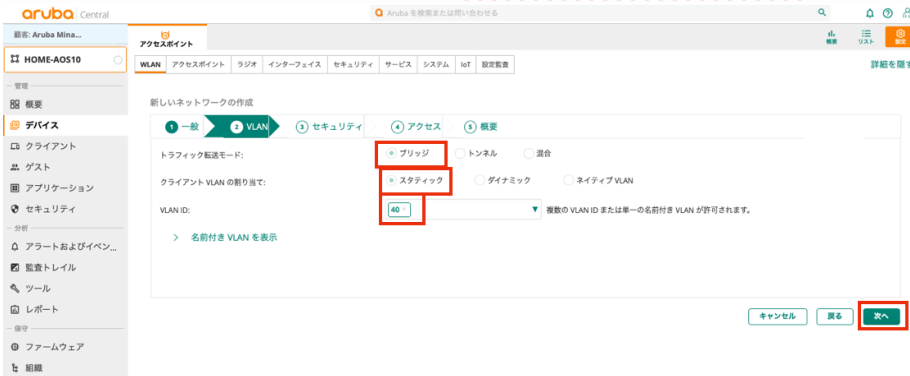 aruba Central
Aruba を検索または問い合わせる
顧客: Aruba Mina...
アクセスポイント
概要
リスト
設定
HOME-AOS10
WLAN アクセスポイント ラジオ インターフェイス セキュリティ サービス システム IoT 設定監査
詳細を隠す
管理
概要
デバイス
クライアント
ゲスト
アプリケーション
セキュリティ
分析
アラートおよびイベン...
監査トレイル
ツール
レポート
保守
ファームウェア
組織
新しいネットワークの作成
1 一般 2 VLAN 3 セキュリティ 4 アクセス 5 概要
トラフィック転送モード: ブリッジ トンネル 混合
クライアント VLAN の割り当て: スタティック ダイナミック ネイティブ VLAN
VLAN ID: 40 × 複数の VLAN ID または単一の名前付き VLAN が許可されます。
> 名前付き VLAN を表示
キャンセル 戻る 次へ